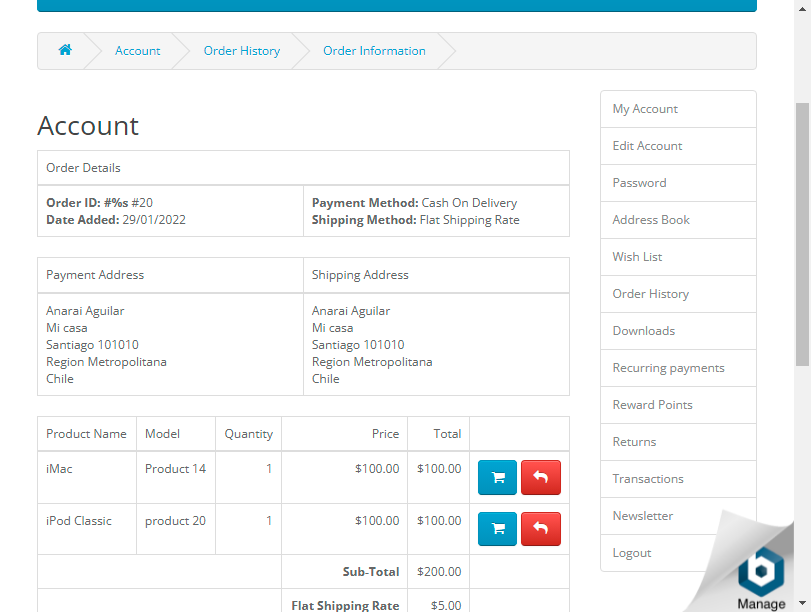 Account
Order History
Order Information
Account
Order Details
Order ID: #%s #20
Date Added: 29/01/2022
Payment Method: Cash On Delivery
Shipping Method: Flat Shipping Rate
Payment Address
Shipping Address
Anarai Aguilar
Mi casa
Santiago 101010
Region Metropolitana
Chile
Anarai Aguilar
Mi casa
Santiago 101010
Region Metropolitana
Chile
Product Name Model Quantity Price Total
iMac Product 14 1 $100.00 $100.00
iPod Classic product 20 1 $100.00 $100.00
Sub-Total $200.00
Flat Shipping Rate $5.00
My Account
Edit Account
Password
Address Book
Wish List
Order History
Downloads
Recurring payments
Reward Points
Returns
Transactions
Newsletter
Logout
Manage